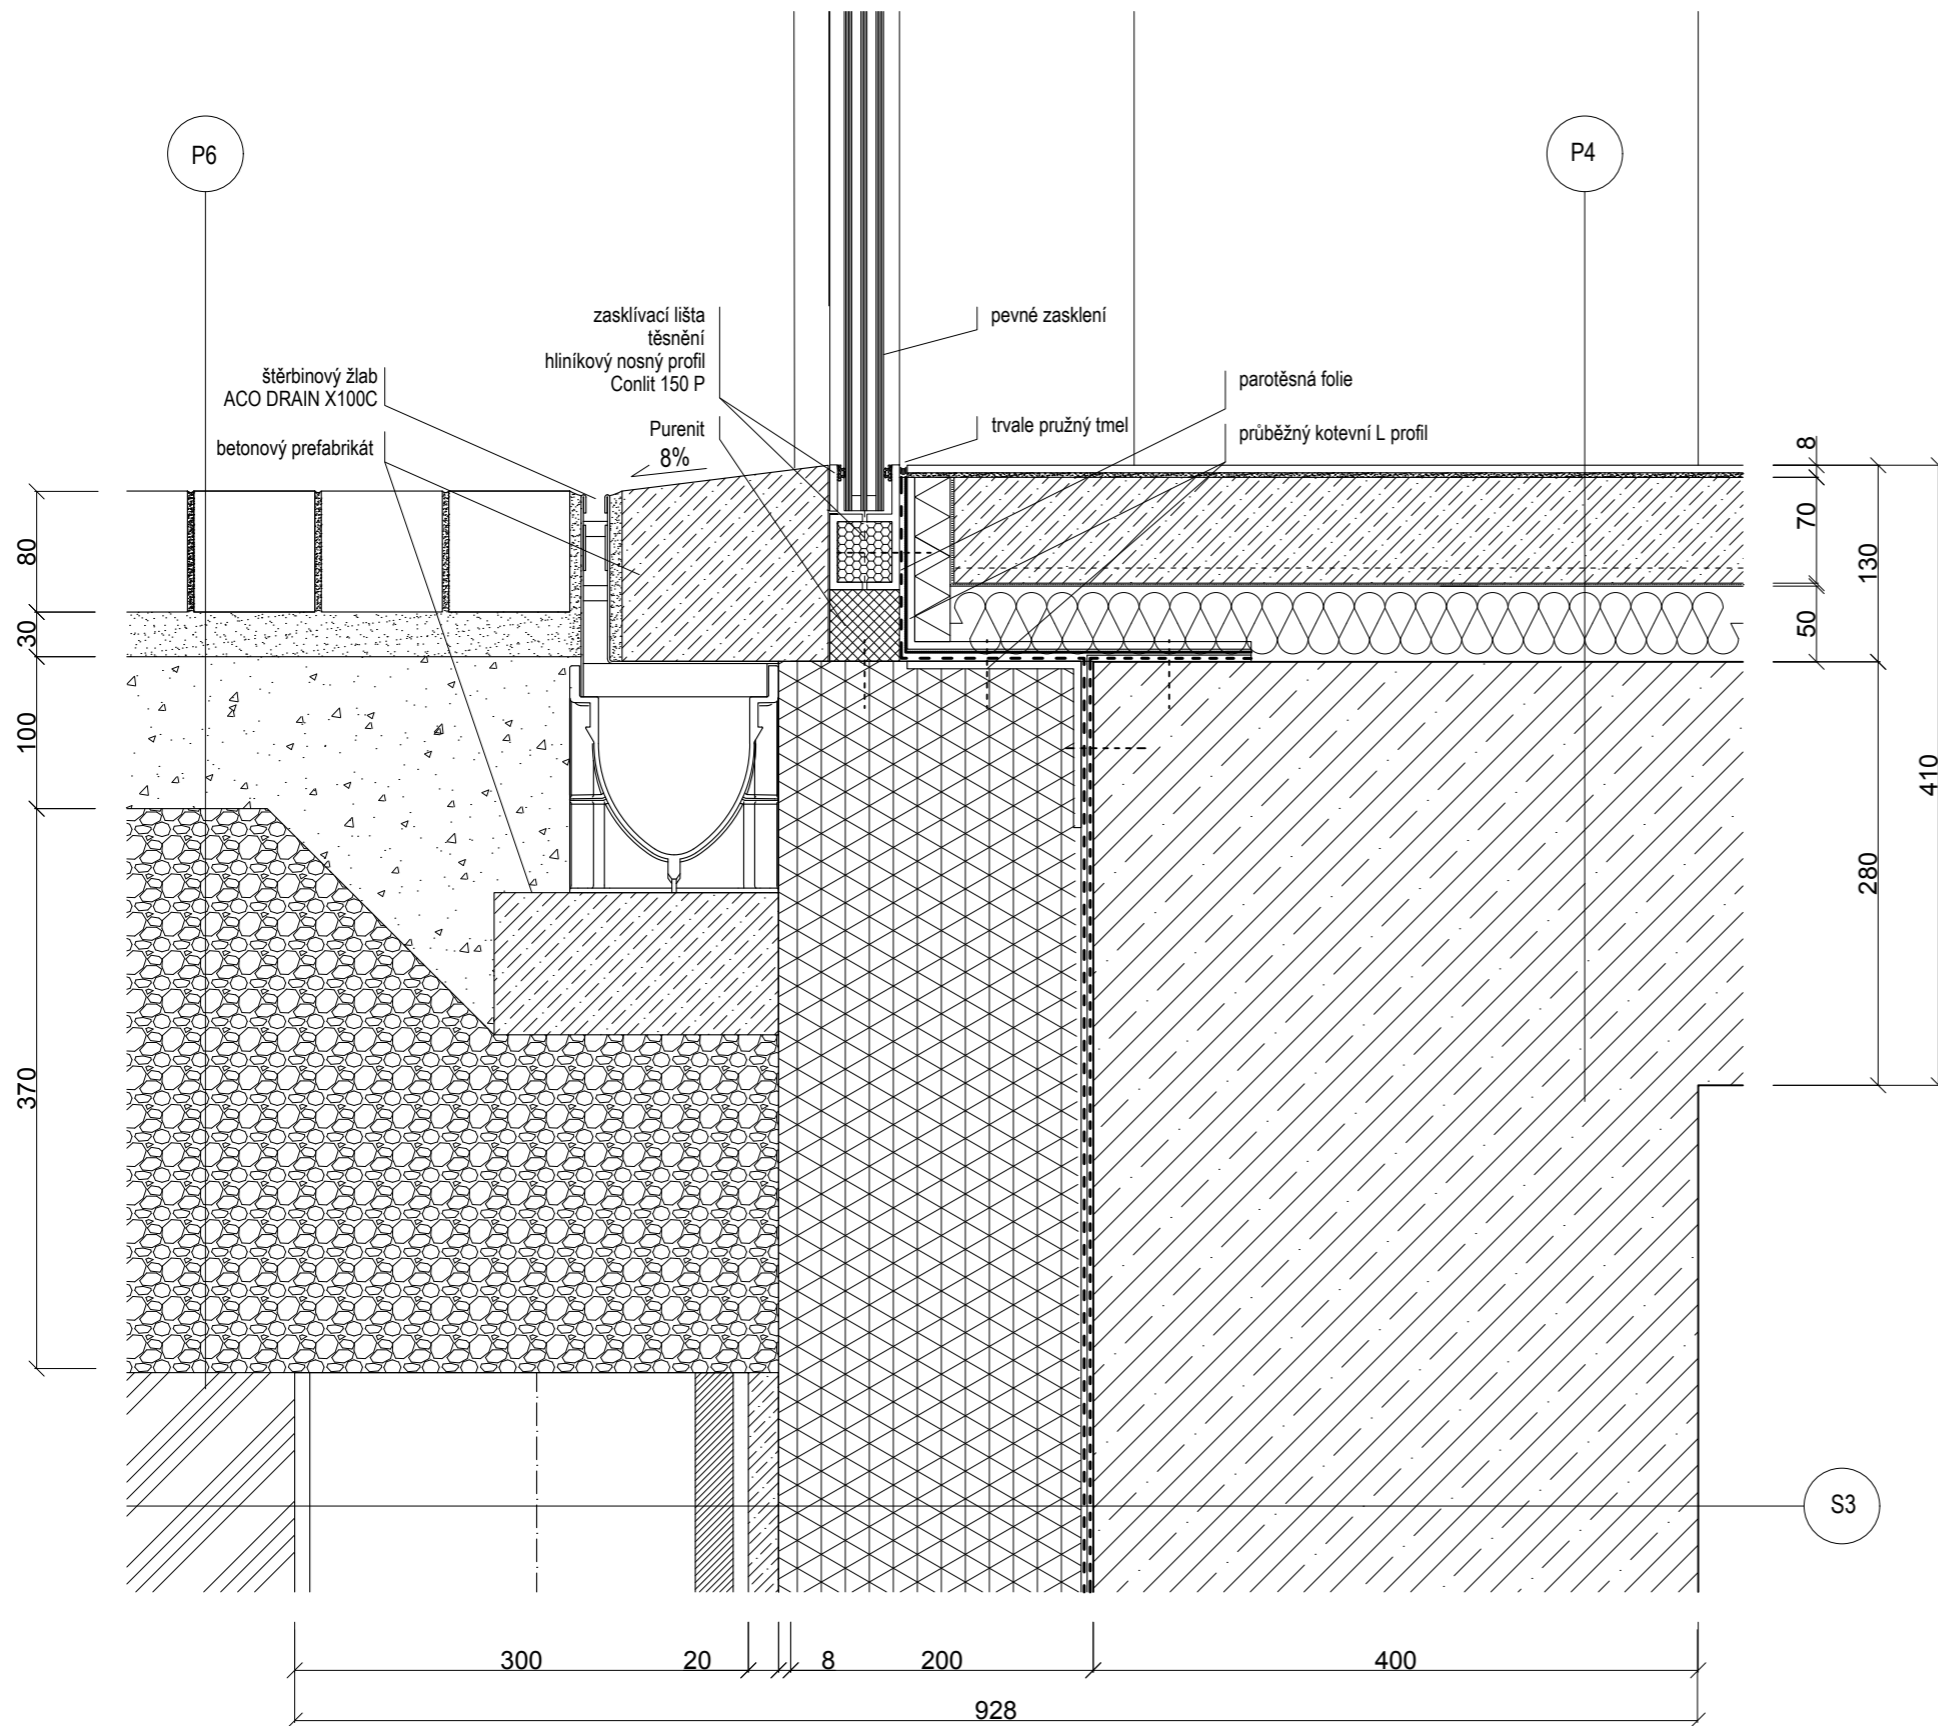 P6
P4
zasklívací lišta
těsnění
hliníkový nosný profil
Conlit 150 P
pevné zasklení
štěrbinový žlab
ACO DRAIN X100C
parotěsná folie
betonový prefabrikát
Purenit
8%
trvale pružný tmel
průběžný kotevní L profil
80
30
100
370
8
70
50
130
280
410
S3
300
20
8
200
400
928